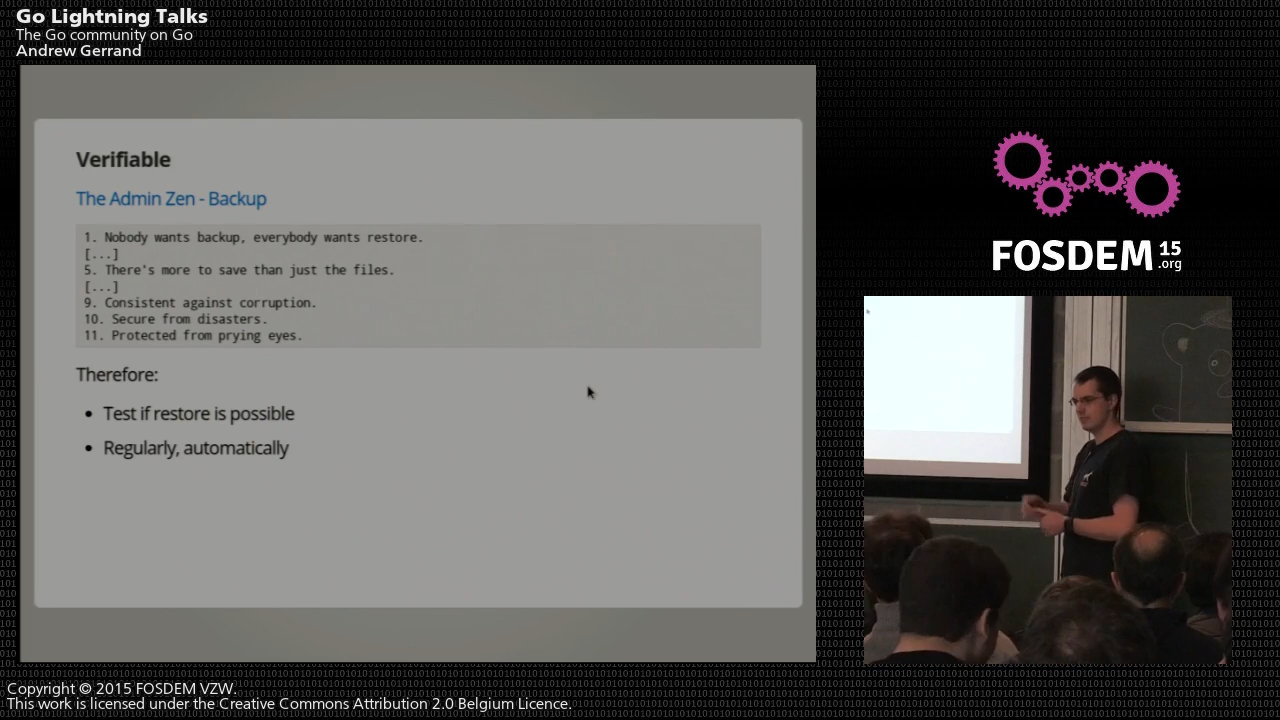 Go Lightning Talks
The Go community on Go
Andrew Gerrand
Verifiable
The Admin Zen - Backup
1. Nobody wants backup, everybody wants restore.
[...]
5. There's more to save than just the files.
[...]
9. Consistent against corruption.
10. Secure from disasters.
11. Protected from prying eyes.
Therefore:
• Test if restore is possible
• Regularly, automatically
FOSDEM 15
.org
Copyright © 2015 FOSDEM VZW.
This work is licensed under the Creative Commons Attribution 2.0 Belgium Licence.